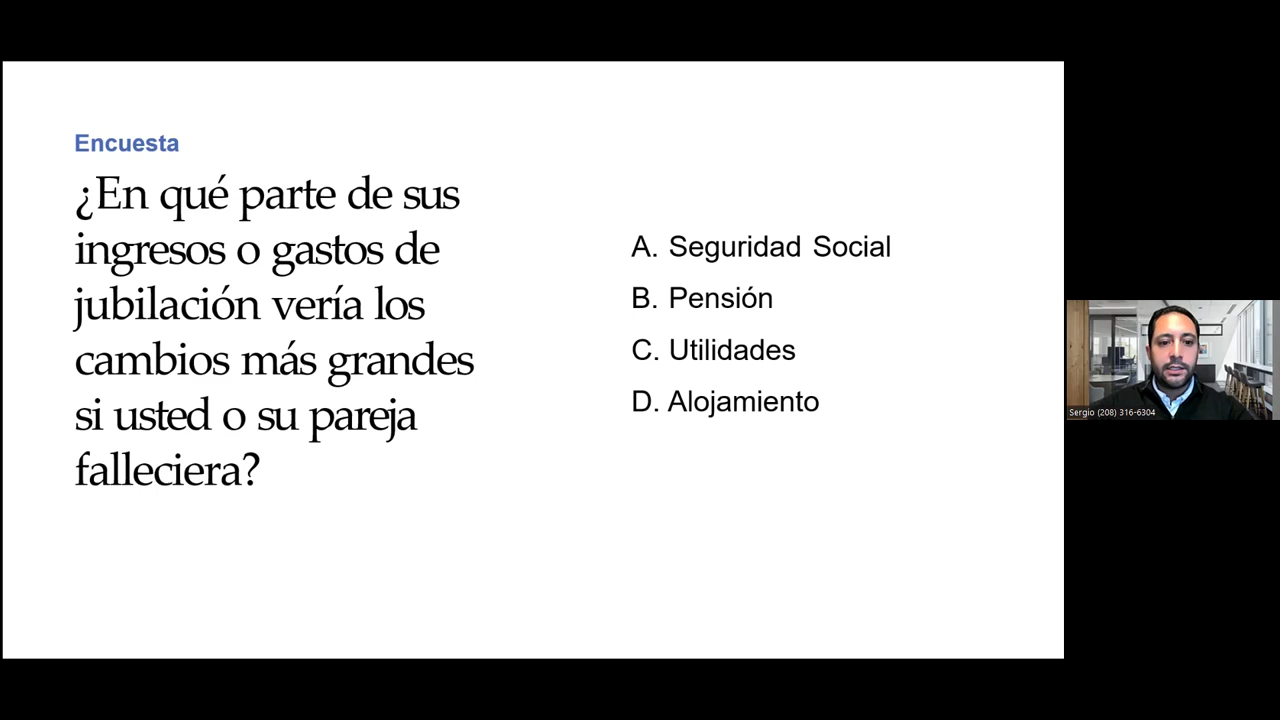 Encuesta
¿En qué parte de sus
ingresos o gastos de
jubilación vería los
cambios más grandes
si usted o su pareja
falleciera?
A. Seguridad Social
B. Pensión
C. Utilidades
D. Alojamiento
Sergio (208) 316-6304